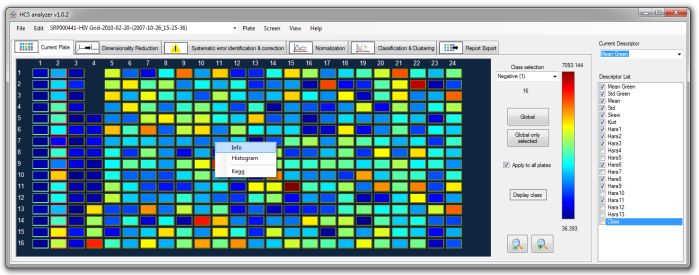 HCS analyzer v1.0.2
File Edit SRP000441-HIV Grid-2010-02-20-(2007-10-26_15-25-36) Plate Screen View Help
Current Plate Dimensionality Reduction Systematic error identification & correction Normalization Classification & Clustering Report Export
Current Descriptor
Mean Green
1 2 3 4 5 6 7 8 9 10 11 12 13 14 15 16 17 18 19 20 21 22 23 24
1
2
3
4
5
6
7
8
9
10
11
12
13
14
15
16
Info
Histogram
Kegg
Class selection
Negative (1)
16
Global
Global only
selected
Apply to all plates
Display class
7093.144
36.393
Descriptor List
Mean Green
Std Green
Mean
Std
Skew
Kurt
Hara1
Hara2
Hara3
Hara4
Hara5
Hara6
Hara7
Hara8
Hara9
Hara10
Hara11
Hara12
Hara13
Class